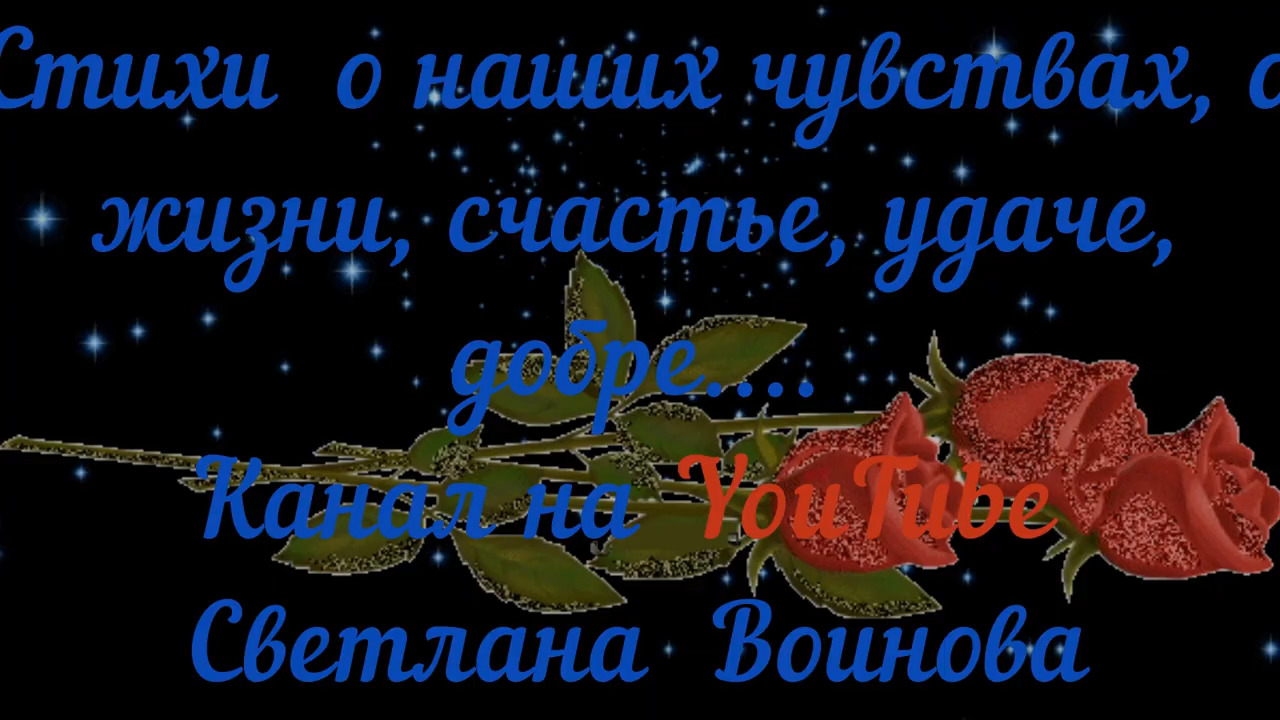 Стихи о наших чувствах, о
жизни, счастье, удаче,
добре....
Канал на YouTube
Светлана Воинова